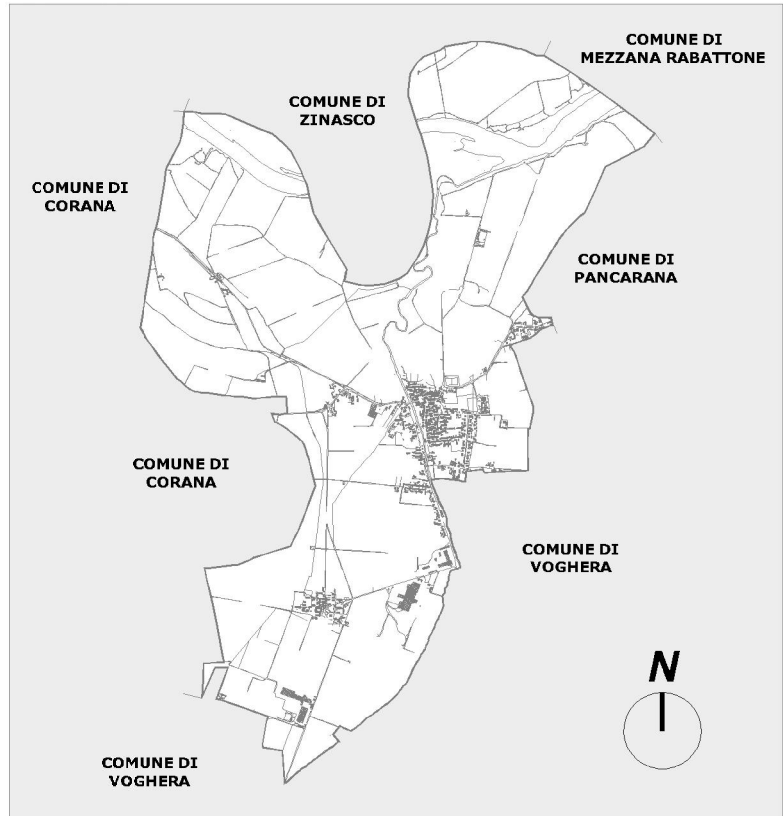 COMUNE DI
MEZZANA RABATTONE
COMUNE DI
ZINASCO
COMUNE DI
CORANA
COMUNE DI
PANCARANA
COMUNE DI
CORANA
COMUNE DI
VOGHERA
N
COMUNE DI
VOGHERA